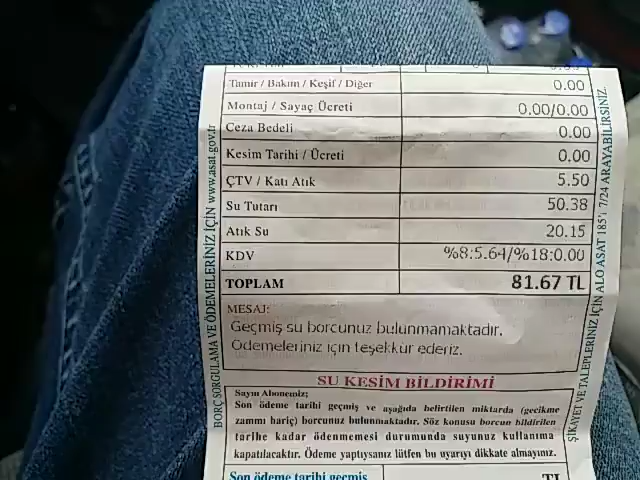 Tamir / Bakım / Keşif / Diğer 0.00
Montaj / Sayaç Ücreti 0.00/0.00
Ceza Bedeli 0.00
Kesim Tarihi / Ücreti 0.00
ÇTV / Katı Atık 5.50
Su Tutarı 50.38
Atık Su 20.15
KDV %8:5.64/%18:0.00
TOPLAM 81.67 TL
MESAJ:
Geçmiş su borcunuz bulunmamaktadır.
Ödemeleriniz için teşekkür ederiz.
SU KESİM BİLDİRİMİ
Sayın Abonemiz;
Son ödeme tarihi geçmiş ve aşağıda belirtilen miktarda (gecikme
zammı hariç) borcunuz bulunmaktadır. Söz konusu borcun bildirilen
tarihe kadar ödenmemesi durumunda suyunuz kullanıma
kapatılacaktır. Ödeme yaptıysanız lütfen bu uyarıyı dikkate almayınız.
Son ödeme tarihi geçmiş TL
BORÇ SORGULAMA VE ÖDEMELERİNİZ İÇİN www.asat.gov.tr
ŞİKAYET VE TALEPLERİNİZ İÇİN ALO ASAT 185'i 7/24 ARAYABİLİRSİNİZ.